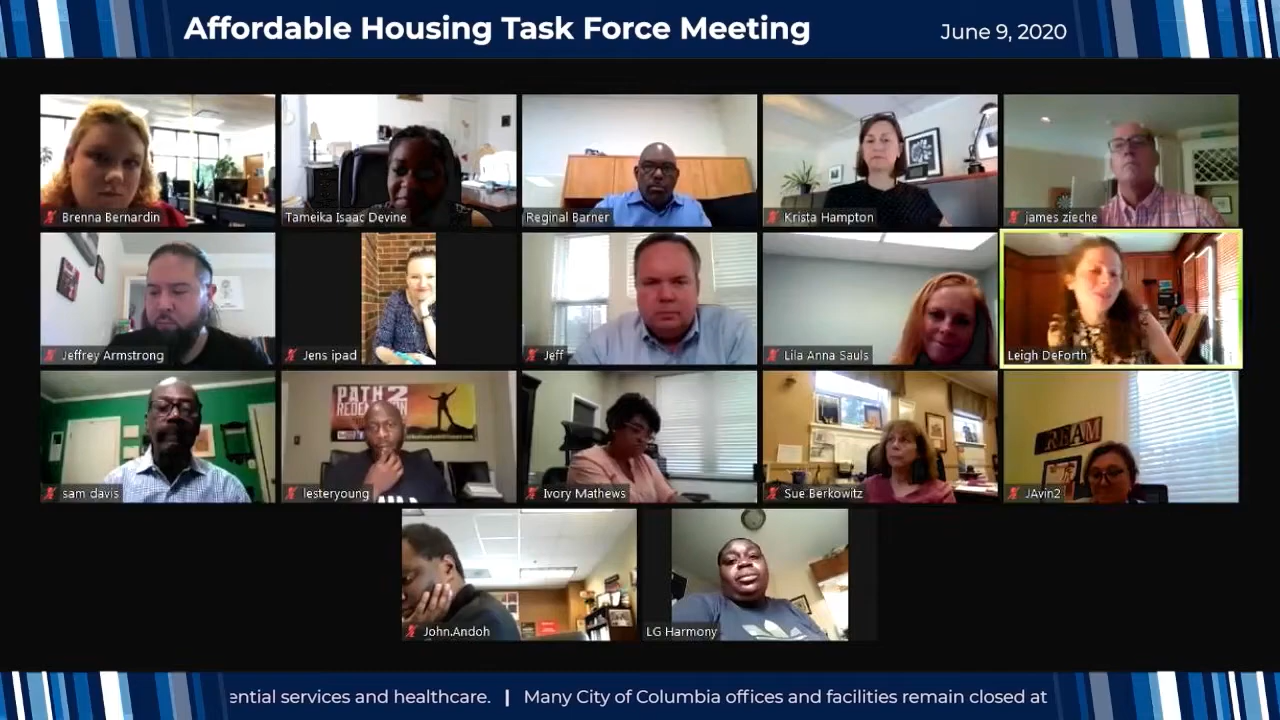 Affordable Housing Task Force Meeting
June 9, 2020
Brenna Bernardin
Tameika Isaac Devine
Reginal Barner
Krista Hampton
james zieche
Jeffrey Armstrong
Jens ipad
Jeff
Lila Anna Sauls
Leigh DeForth
PATH 2
sam davis
lesteryoung
Ivory Mathews
Sue Berkowitz
JAvin2
John.Andoh
LG Harmony
ential services and healthcare. | Many City of Columbia offices and facilities remain closed at